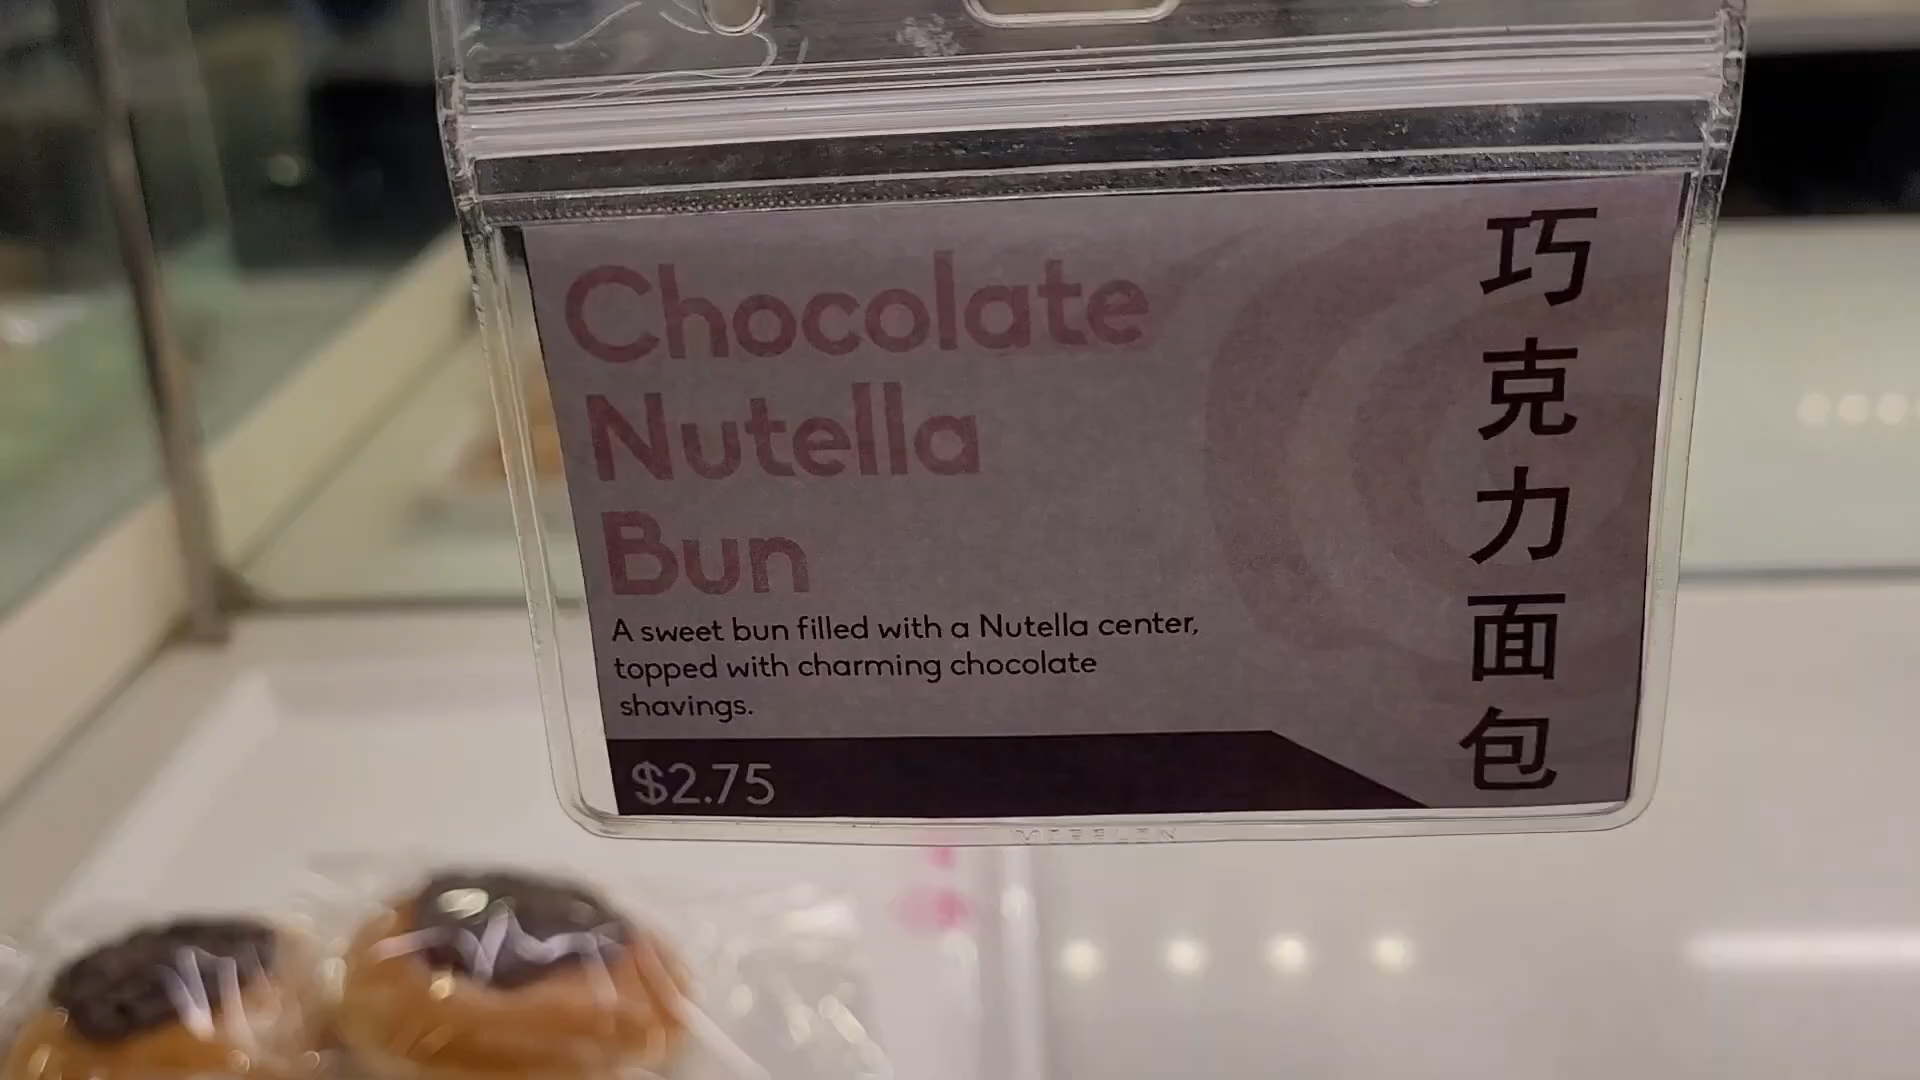 Chocolate
Nutella
Bun
A sweet bun filled with a Nutella center,
topped with charming chocolate
shavings.
$2.75
巧克力面包